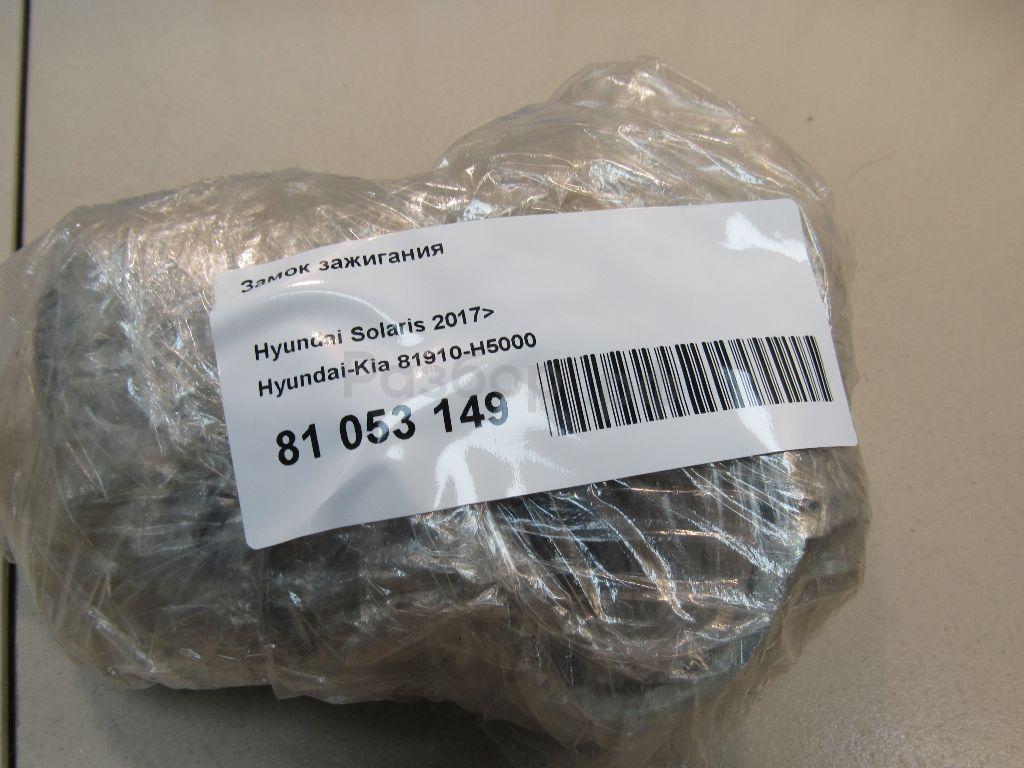 Замок зажигания
Hyundai Solaris 2017>
Hyundai-Kia 81910-H5000
81 053 149